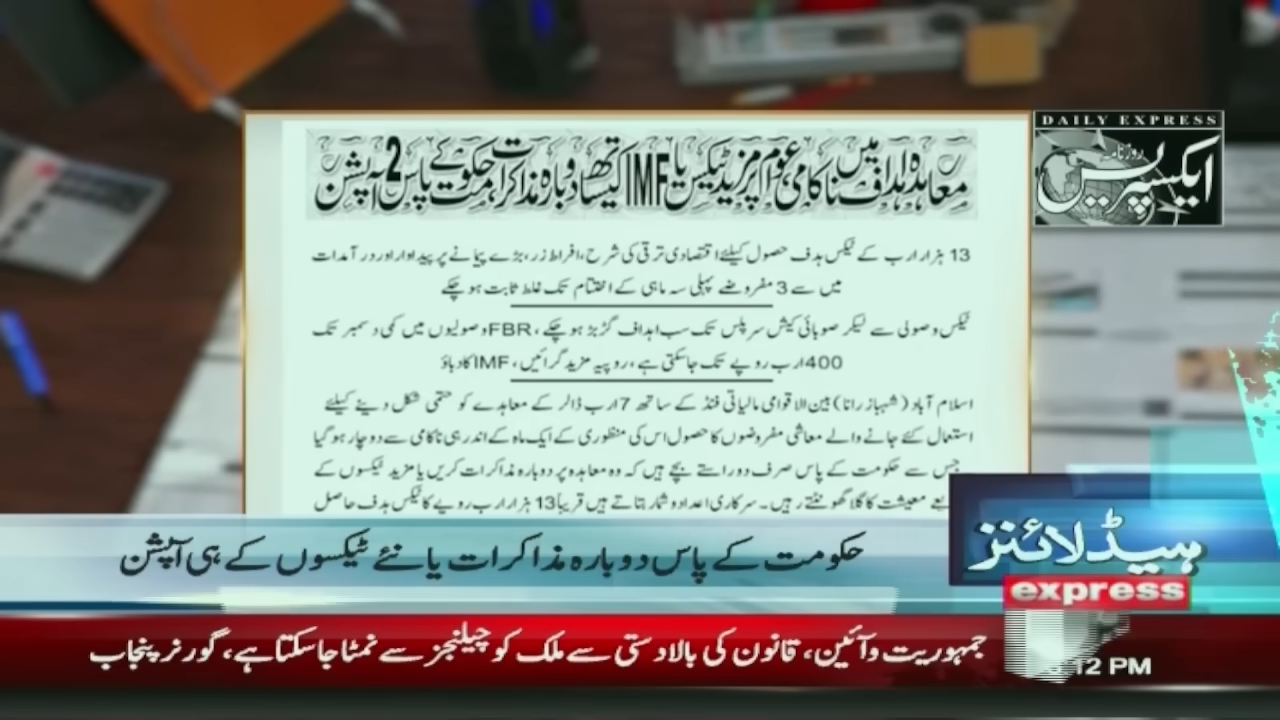 DAILY EXPRESS
روزنامہ
ایکسپریس
معاہدہ اہداف میں ناکامی، عوام پر مزید ٹیکس یا IMF کیساتھ دوبارہ مذاکرات، حکومت کے پاس 2 آپشن
13 ہزار ارب کے ٹیکس ہدف حصول کیلئے اقتصادی ترقی کی شرح، افراط زر، بڑے پیمانے پر پیداوار اور درآمدات
میں سے 3 مفروضے پہلی سہ ماہی کے اختتام تک غلط ثابت ہو چکے
ٹیکس وصولی سے لیکر صوبائی کیش سرپلس تک سب اہداف گڑبڑ ہو چکے، FBR وصولیوں میں کمی دسمبر تک
400 ارب روپے تک جاسکتی ہے، روپیہ مزید گرائیں، IMF کا دباؤ
اسلام آباد (شہباز رانا) بین الاقوامی مالیاتی فنڈ کے ساتھ 7 ارب ڈالر کے معاہدے کو حتمی شکل دینے کیلئے
استعمال کئے جانے والے معاشی مفروضوں کا حصول اس کی منظوری کے ایک ماہ کے اندر ہی ناکامی سے دوچار ہو گیا
جس سے حکومت کے پاس صرف دو راستے بچے ہیں کہ وہ معاہدہ پر دوبارہ مذاکرات کریں یا مزید ٹیکسوں کے
معیشت کا گلا گھونٹتے رہیں۔ سرکاری اعداد و شمار بتاتے ہیں قریباً 13 ہزار ارب روپے کا ٹیکس ہدف حاصل
حکومت کے پاس دوبارہ مذاکرات یا نئے ٹیکسوں کے ہی آپشن
ہیڈلائنز
express
جمہوریت و آئین، قانون کی بالادستی سے ملک کو چیلنجز سے نمٹا جاسکتا ہے، گورنر پنجاب
12 PM